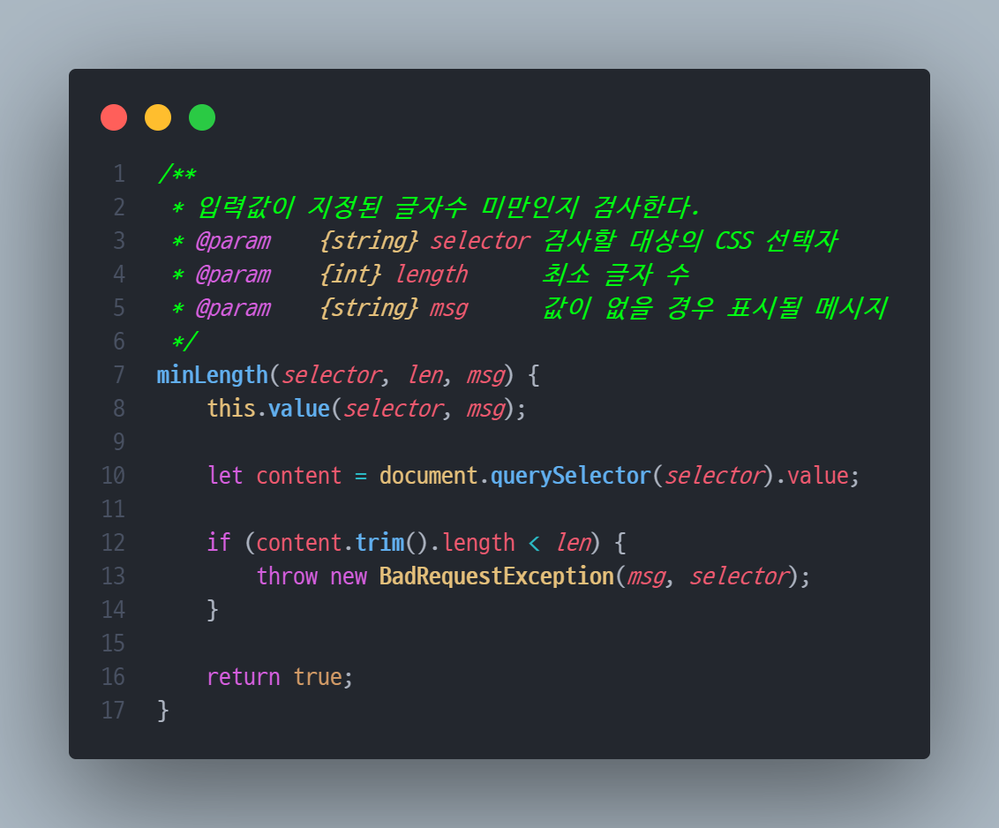 1 /**
2  * 입력값이 지정된 글자수 미만인지 검사한다.
3  * @param    {string} selector 검사할 대상의 CSS 선택자
4  * @param    {int} length      최소 글자 수
5  * @param    {string} msg      값이 없을 경우 표시될 메시지
6  */
7 minLength(selector, len, msg) {
8     this.value(selector, msg);
9
10     let content = document.querySelector(selector).value;
11
12     if (content.trim().length < len) {
13         throw new BadRequestException(msg, selector);
14     }
15
16     return true;
17 }